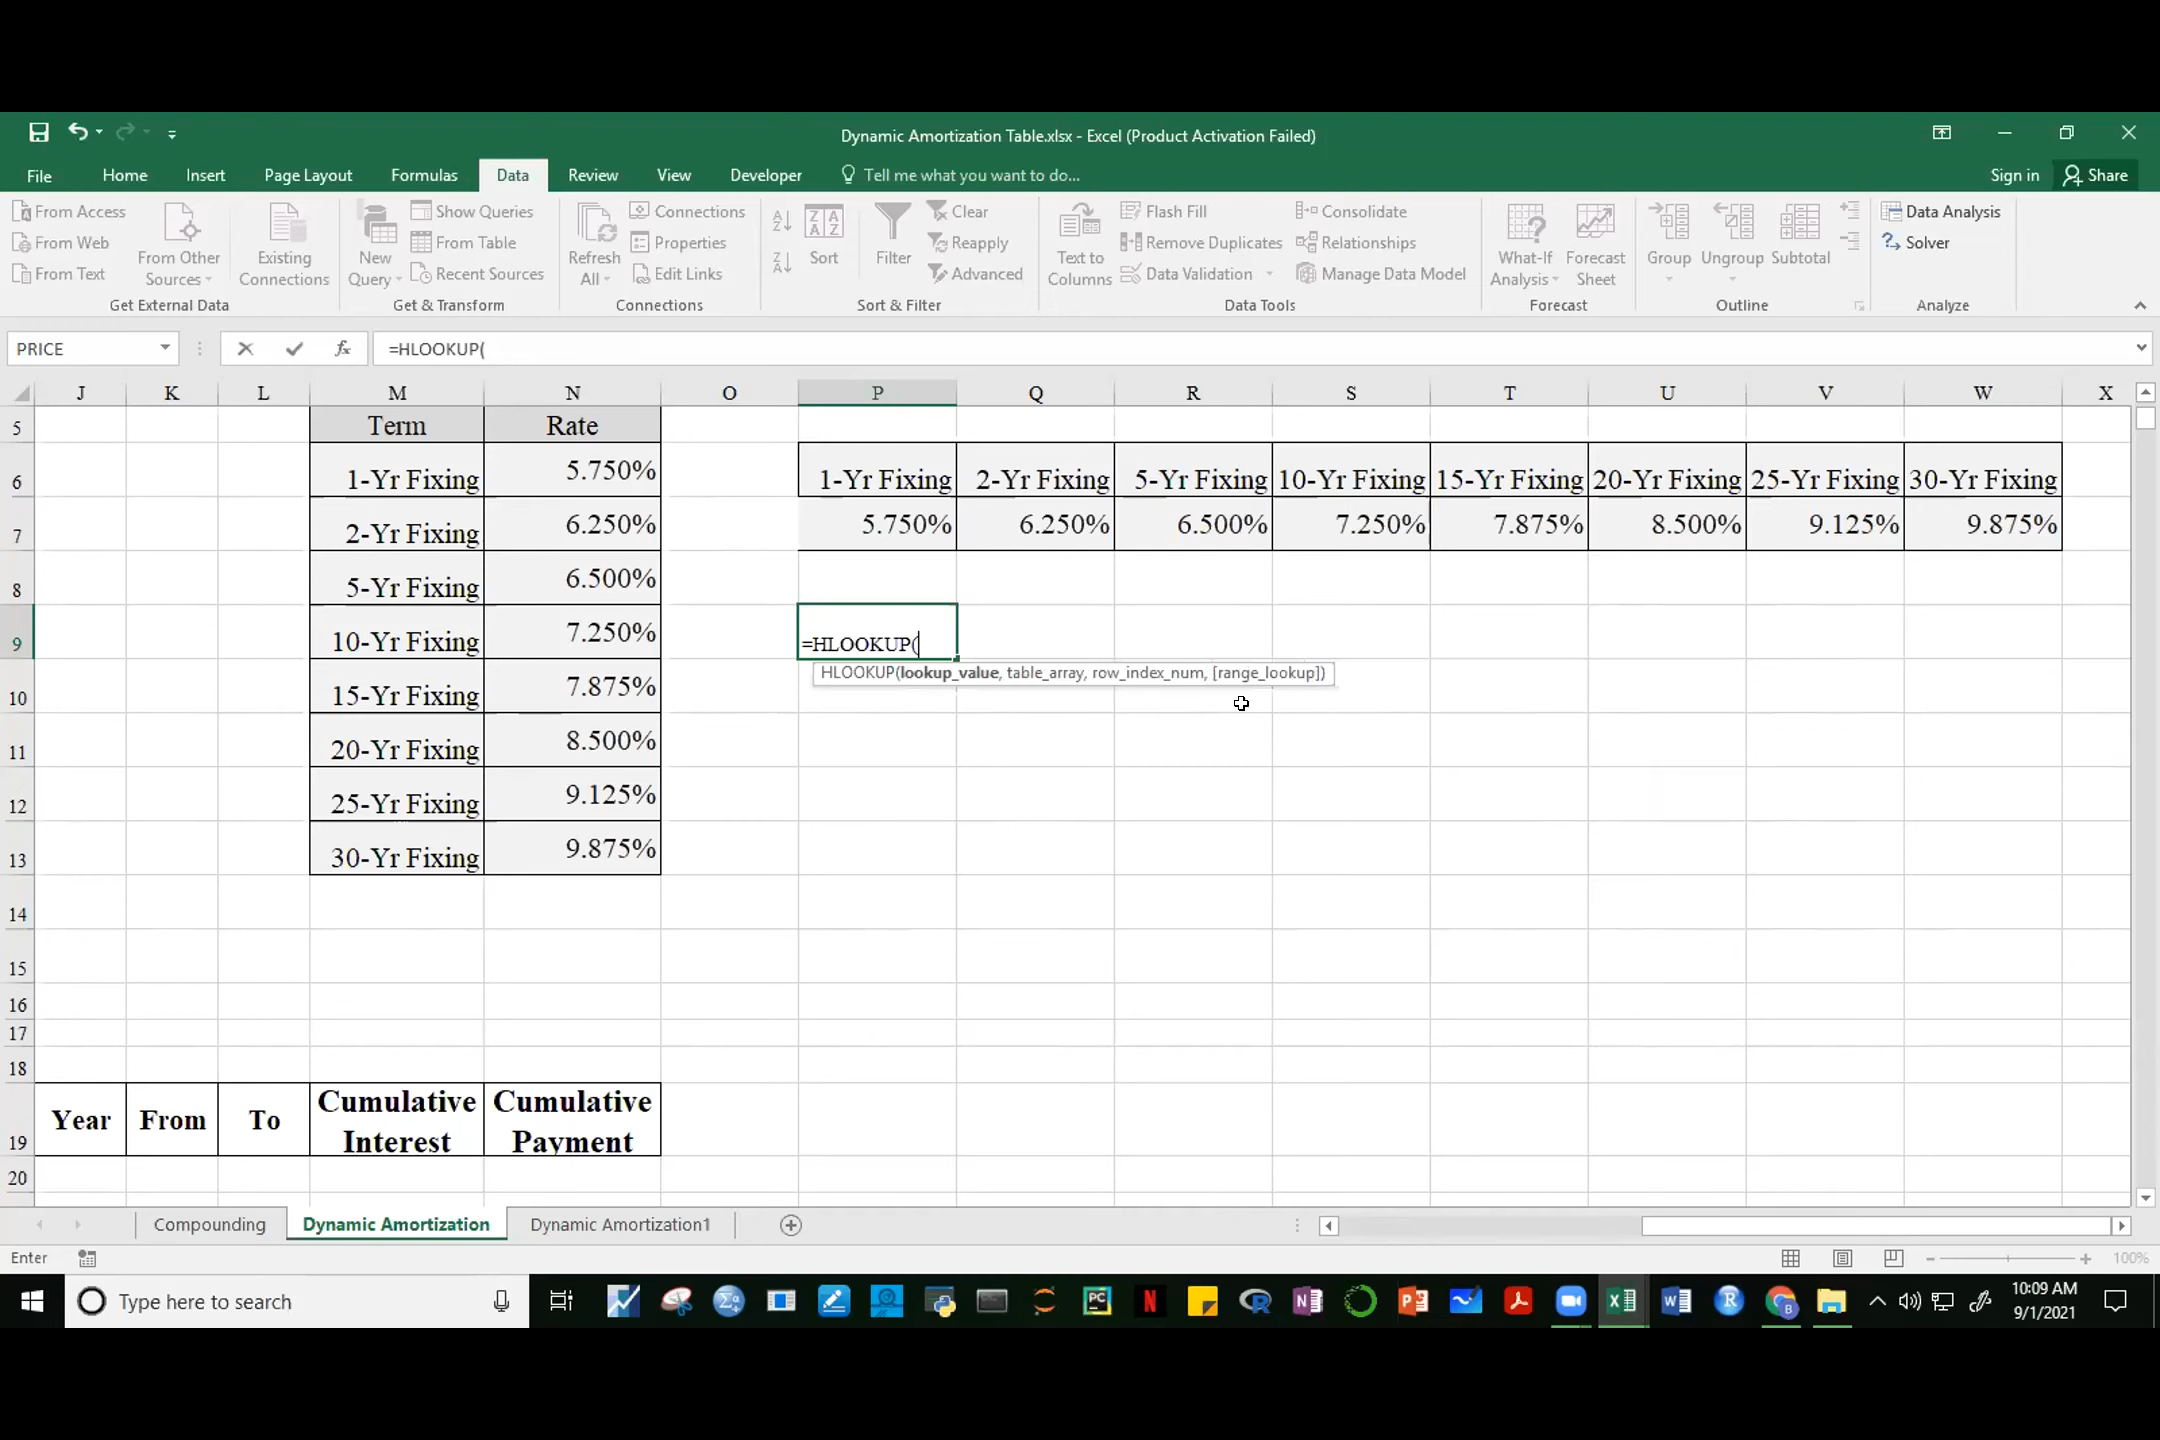 Dynamic Amortization Table.xlsx - Excel (Product Activation Failed)
File Home Insert Page Layout Formulas Data Review View Developer Tell me what you want to do... Sign in Share
From Access
From Web
From Text
From Other
Sources
Existing
Connections
Get External Data
New
Query
Show Queries
From Table
Recent Sources
Get & Transform
Refresh
All
Connections
Properties
Edit Links
Connections
Sort
Filter
Clear
Reapply
Advanced
Sort & Filter
Text to
Columns
Flash Fill
Remove Duplicates
Data Validation
Consolidate
Relationships
Manage Data Model
Data Tools
What-If
Analysis
Forecast
Sheet
Forecast
Group
Ungroup
Subtotal
Outline
Data Analysis
Solver
Analyze
PRICE fx =HLOOKUP(
J K L M N O P Q R S T U V W X
5 Term Rate
6 1-Yr Fixing 5.750% 1-Yr Fixing 2-Yr Fixing 5-Yr Fixing 10-Yr Fixing 15-Yr Fixing 20-Yr Fixing 25-Yr Fixing 30-Yr Fixing
7 2-Yr Fixing 6.250% 5.750% 6.250% 6.500% 7.250% 7.875% 8.500% 9.125% 9.875%
8 5-Yr Fixing 6.500%
9 10-Yr Fixing 7.250% =HLOOKUP(
HLOOKUP(lookup_value, table_array, row_index_num, [range_lookup])
10 15-Yr Fixing 7.875%
11 20-Yr Fixing 8.500%
12 25-Yr Fixing 9.125%
13 30-Yr Fixing 9.875%
14
15
16
17
18
19 Year From To Cumulative Interest Cumulative Payment
20
Compounding Dynamic Amortization Dynamic Amortization1
Enter 100%
Type here to search
10:09 AM
9/1/2021